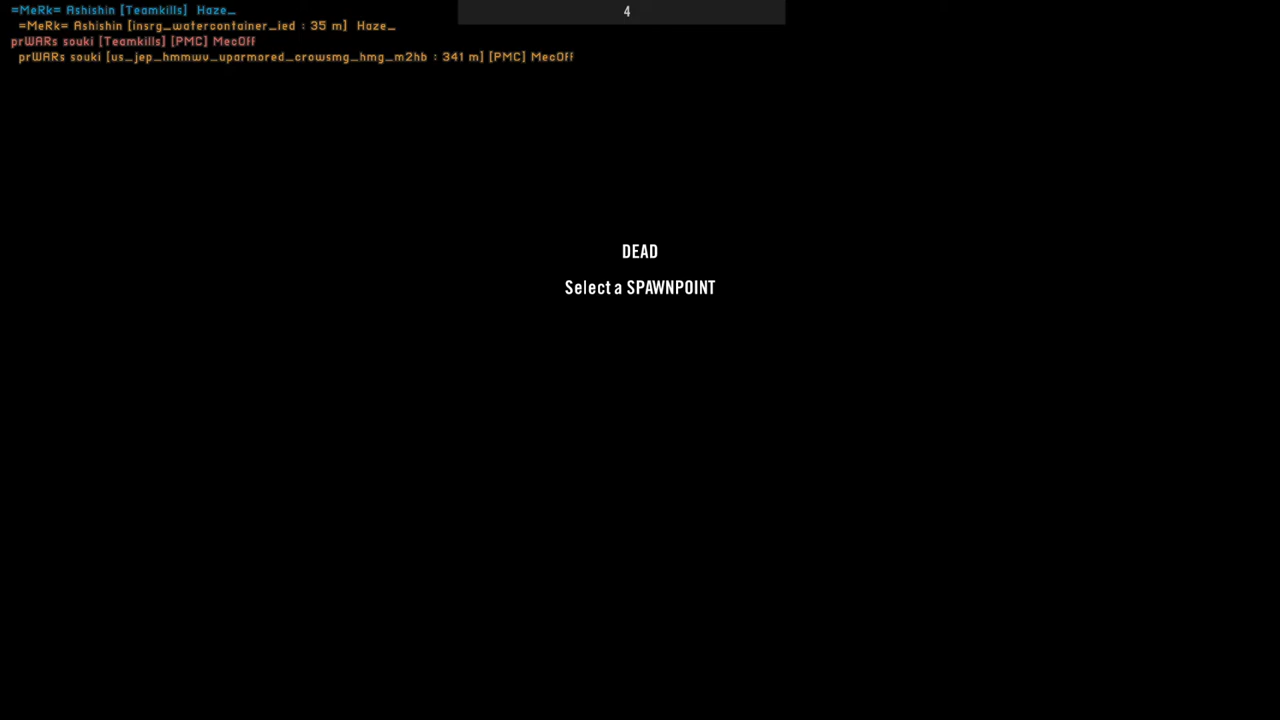 =MeRk= Ashishin [Teamkills]  Haze_
=MeRk= Ashishin [insrg_watercontainer_ied : 35 m]  Haze_
prWARs souki [Teamkills] [PMC] MecOff
prWARs souki [us_jep_hmmwv_uparmored_crowsmg_hmg_m2hb : 341 m] [PMC] MecOff
4
DEAD
Select a SPAWNPOINT